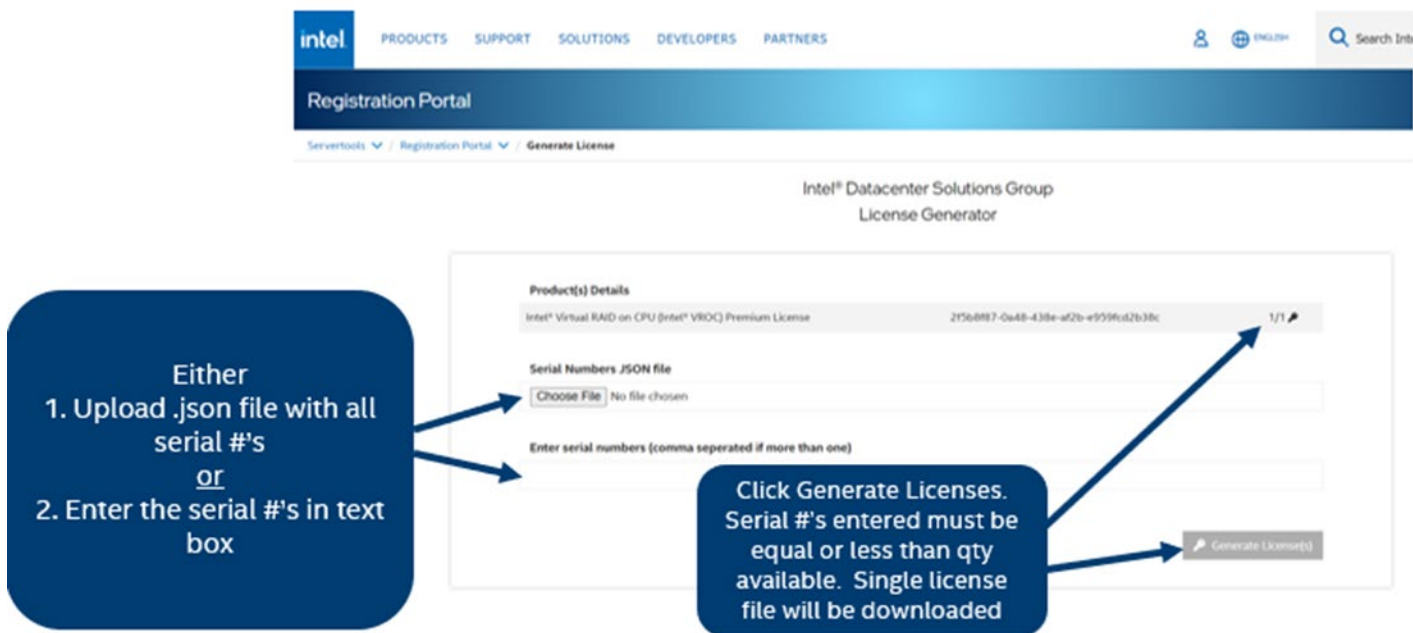 intel. PRODUCTS SUPPORT SOLUTIONS DEVELOPERS PARTNERS ENGLISH Search Inte
Registration Portal
Servertools / Registration Portal / Generate License
Intel® Datacenter Solutions Group
License Generator
Product(s) Details
Intel® Virtual RAID on CPU (Intel® VROC) Premium License 2f5b8f87-0a48-438e-af2b-e959fcd2b38c 1/1
Serial Numbers JSON file
Choose File No file chosen
Enter serial numbers (comma seperated if more than one)
Generate License(s)
Either
1. Upload .json file with all
serial #'s
or
2. Enter the serial #'s in text
box
Click Generate Licenses.
Serial #'s entered must be
equal or less than qty
available. Single license
file will be downloaded